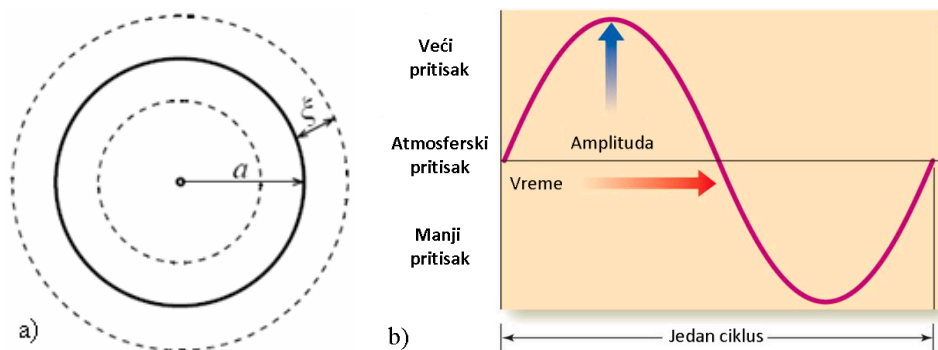 ξ
a
a)
Veći
pritisak
Atmosferski
pritisak
Manji
pritisak
Amplituda
Vreme
b)
Jedan ciklus